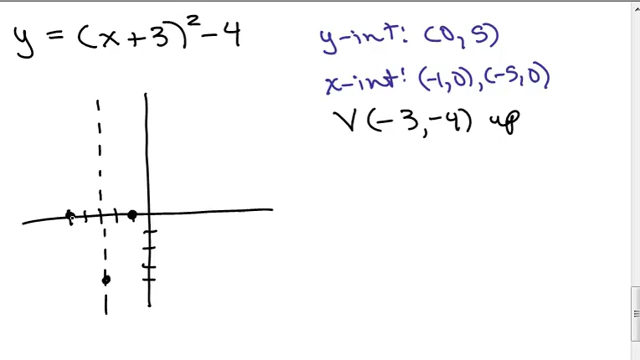 y = (x+3)² - 4
y-int: (0, 5)
x-int: (-1, 0), (-5, 0)
V (-3, -4) up